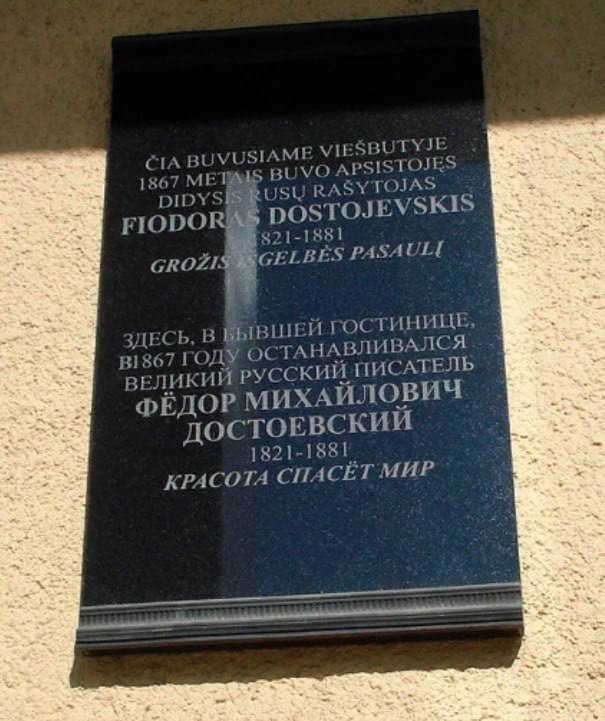 ČIA BUVUSIAME VIEŠBUTYJE
1867 METAIS BUVO APSISTOJĘS
DIDYSIS RUSŲ RAŠYTOJAS
FIODORAS DOSTOJEVSKIS
1821-1881
GROŽIS IŠGELBĖS PASAULĮ
ЗДЕСЬ, В БЫВШЕЙ ГОСТИНИЦЕ,
В1867 ГОДУ ОСТАНАВЛИВАЛСЯ
ВЕЛИКИЙ РУССКИЙ ПИСАТЕЛЬ
ФЁДОР МИХАЙЛОВИЧ
ДОСТОЕВСКИЙ
1821-1881
КРАСОТА СПАСЁТ МИР